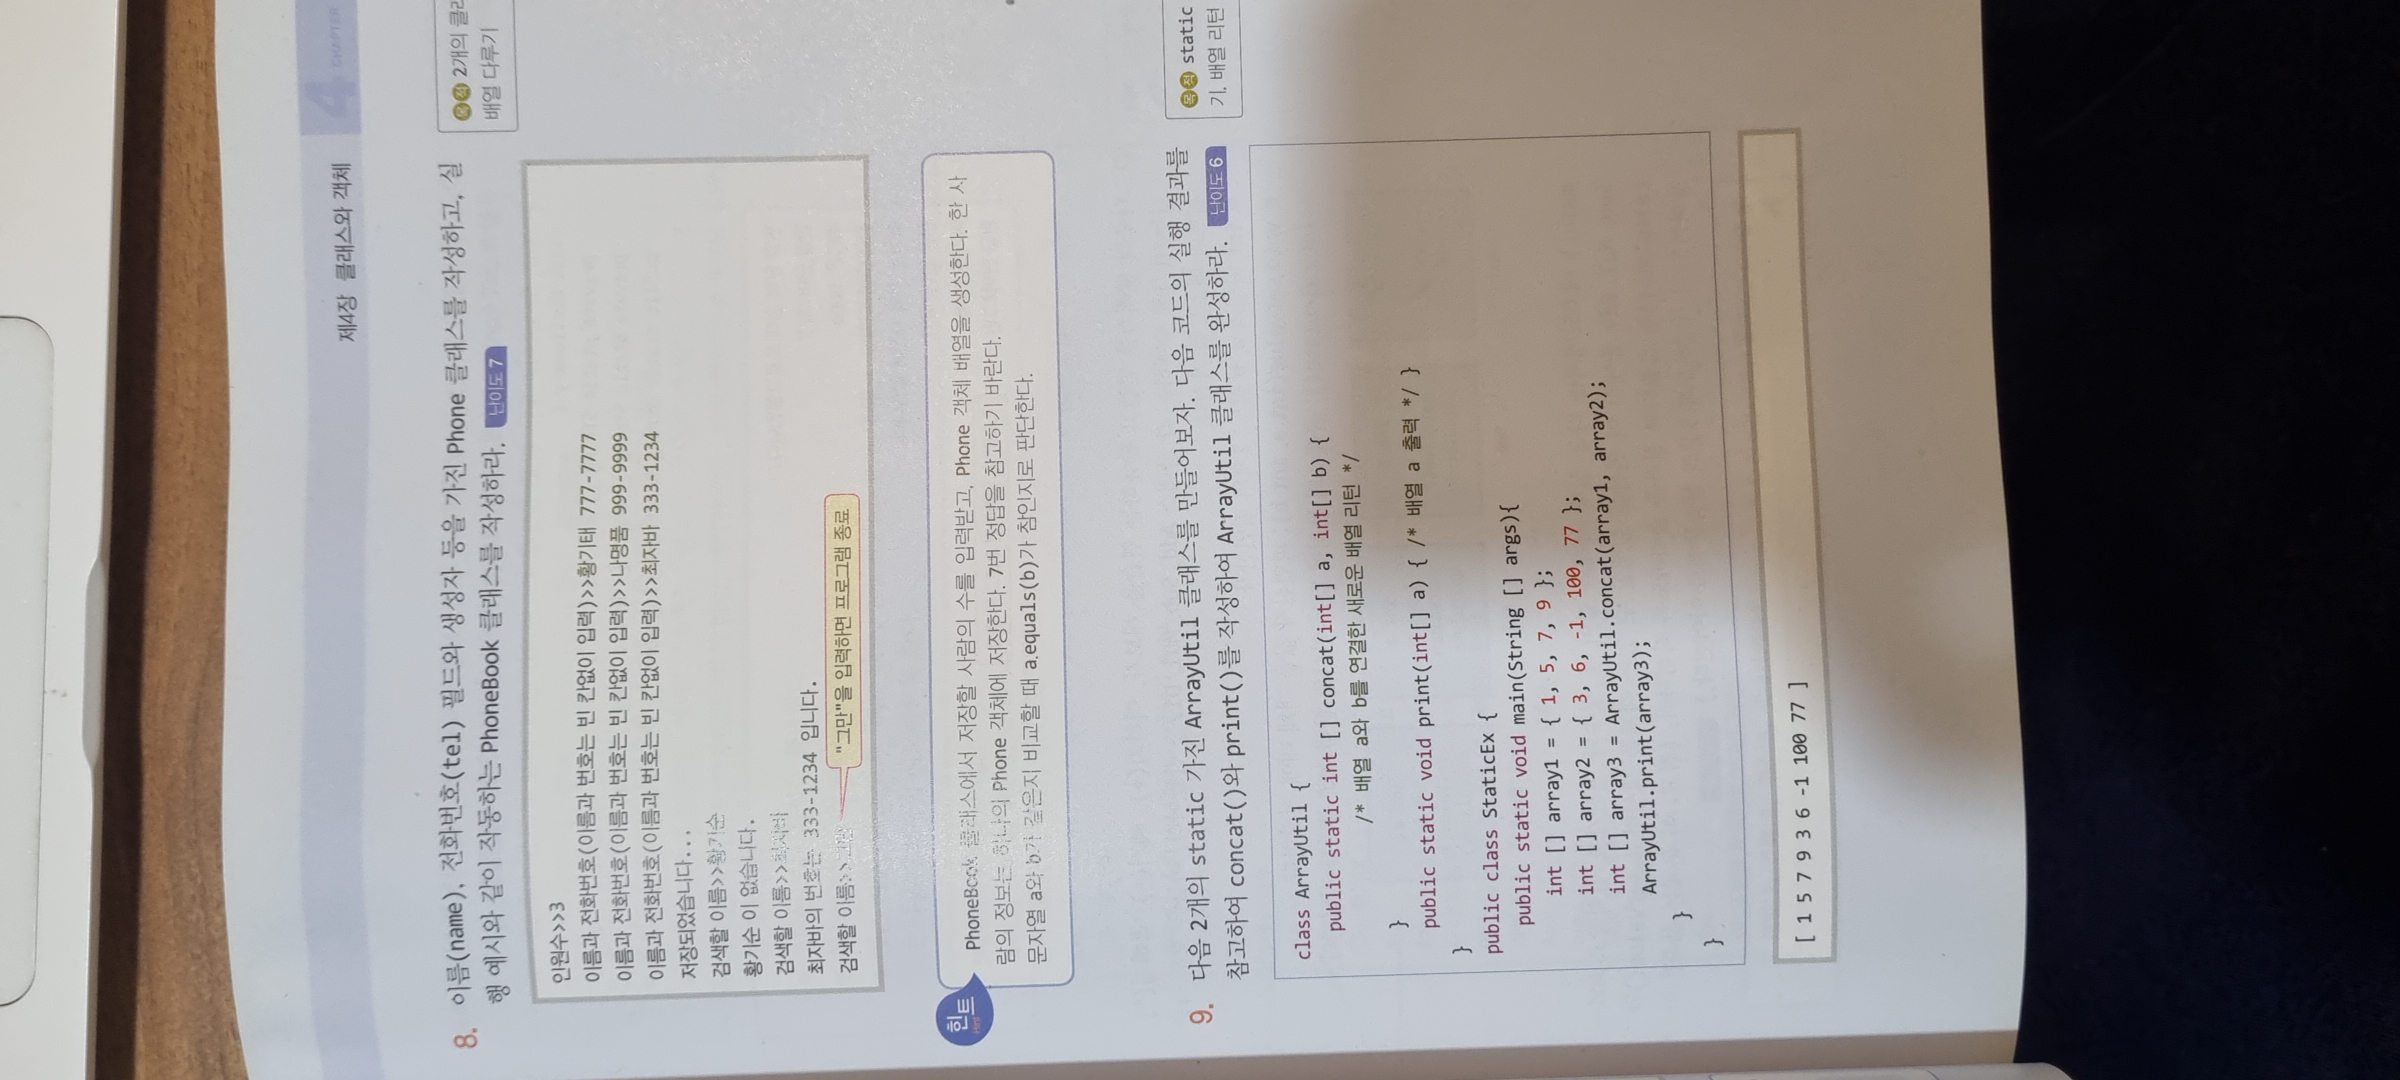 제4장 클래스와 객체
4 CHAPTER
8. 이름(name), 전화번호(tel) 필드와 생성자 등을 가진 Phone 클래스를 작성하고, 실
행 예시와 같이 작동하는 PhoneBook 클래스를 작성하라. 난이도 7
목적 2개의
배열 다루기
인원수>>3
이름과 전화번호(이름과 번호는 빈 칸없이 입력)>>황기태 777-7777
이름과 전화번호(이름과 번호는 빈 칸없이 입력)>>나명품 999-9999
이름과 전화번호(이름과 번호는 빈 칸없이 입력)>>최자바 333-1234
저장되었습니다...
검색할 이름>>황기순
황기순 이 없습니다.
검색할 이름>>최자바
최자바의 번호는 333-1234 입니다.
검색할 이름>>그만
"그만"을 입력하면 프로그램 종료
힌트
Hint
PhoneBook 클래스에서 저장할 사람의 수를 입력받고, Phone 객체 배열을 생성한다. 한 사
람의 정보는 하나의 Phone 객체에 저장한다. 7번 정답을 참고하기 바란다.
문자열 a와 b가 같은지 비교할 때 a.equals(b)가 참인지로 판단한다.
9. 다음 2개의 static 가진 ArrayUtil 클래스를 만들어보자. 다음 코드의 실행 결과를
참고하여 concat()와 print()를 작성하여 ArrayUtil 클래스를 완성하라. 난이도 6
목적 static
기, 배열 리턴
class ArrayUtil {
public static int [] concat(int[] a, int[] b) {
/* 배열 a와 b를 연결한 새로운 배열 리턴 */
}
public static void print(int[] a) { /* 배열 a 출력 */ }
}
public class StaticEx {
public static void main(String [] args){
int [] array1 = { 1, 5, 7, 9 };
int [] array2 = { 3, 6, -1, 100, 77 };
int [] array3 = ArrayUtil.concat(array1, array2);
ArrayUtil.print(array3);
}
}
[ 1 5 7 9 3 6 -1 100 77 ]